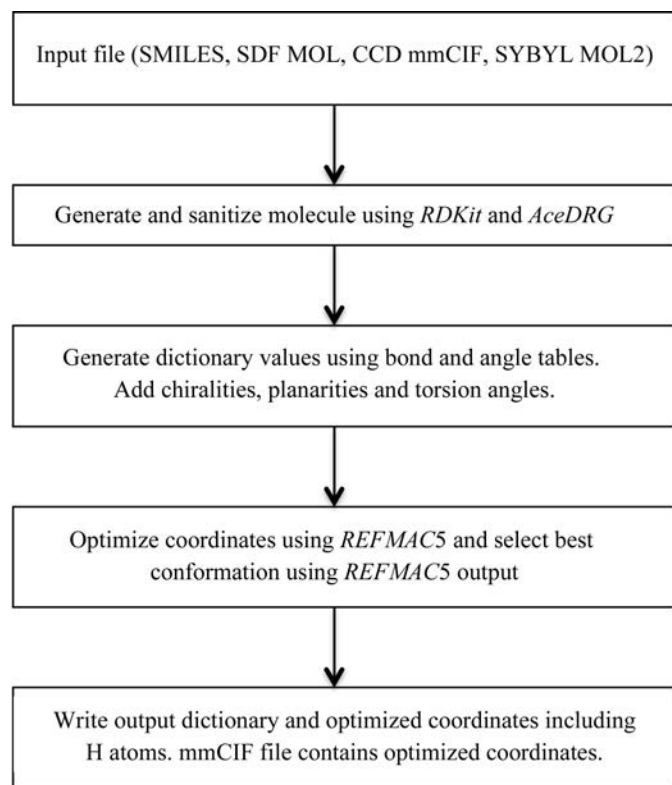 Input file (SMILES, SDF MOL, CCD mmCIF, SYBYL MOL2)
Generate and sanitize molecule using RDKit and AceDRG
Generate dictionary values using bond and angle tables.
Add chiralities, planarities and torsion angles.
Optimize coordinates using REFMAC5 and select best
conformation using REFMAC5 output
Write output dictionary and optimized coordinates including
H atoms. mmCIF file contains optimized coordinates.